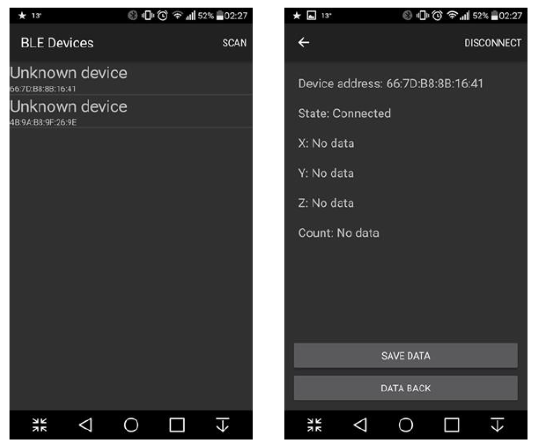 13° 52% 02:27
BLE Devices SCAN
Unknown device
66:7D:B8:8B:16:41
Unknown device
4B:9A:B8:9F:26:9E
13° 52% 02:27
DISCONNECT
Device address: 66:7D:B8:8B:16:41
State: Connected
X: No data
Y: No data
Z: No data
Count: No data
SAVE DATA
DATA BACK